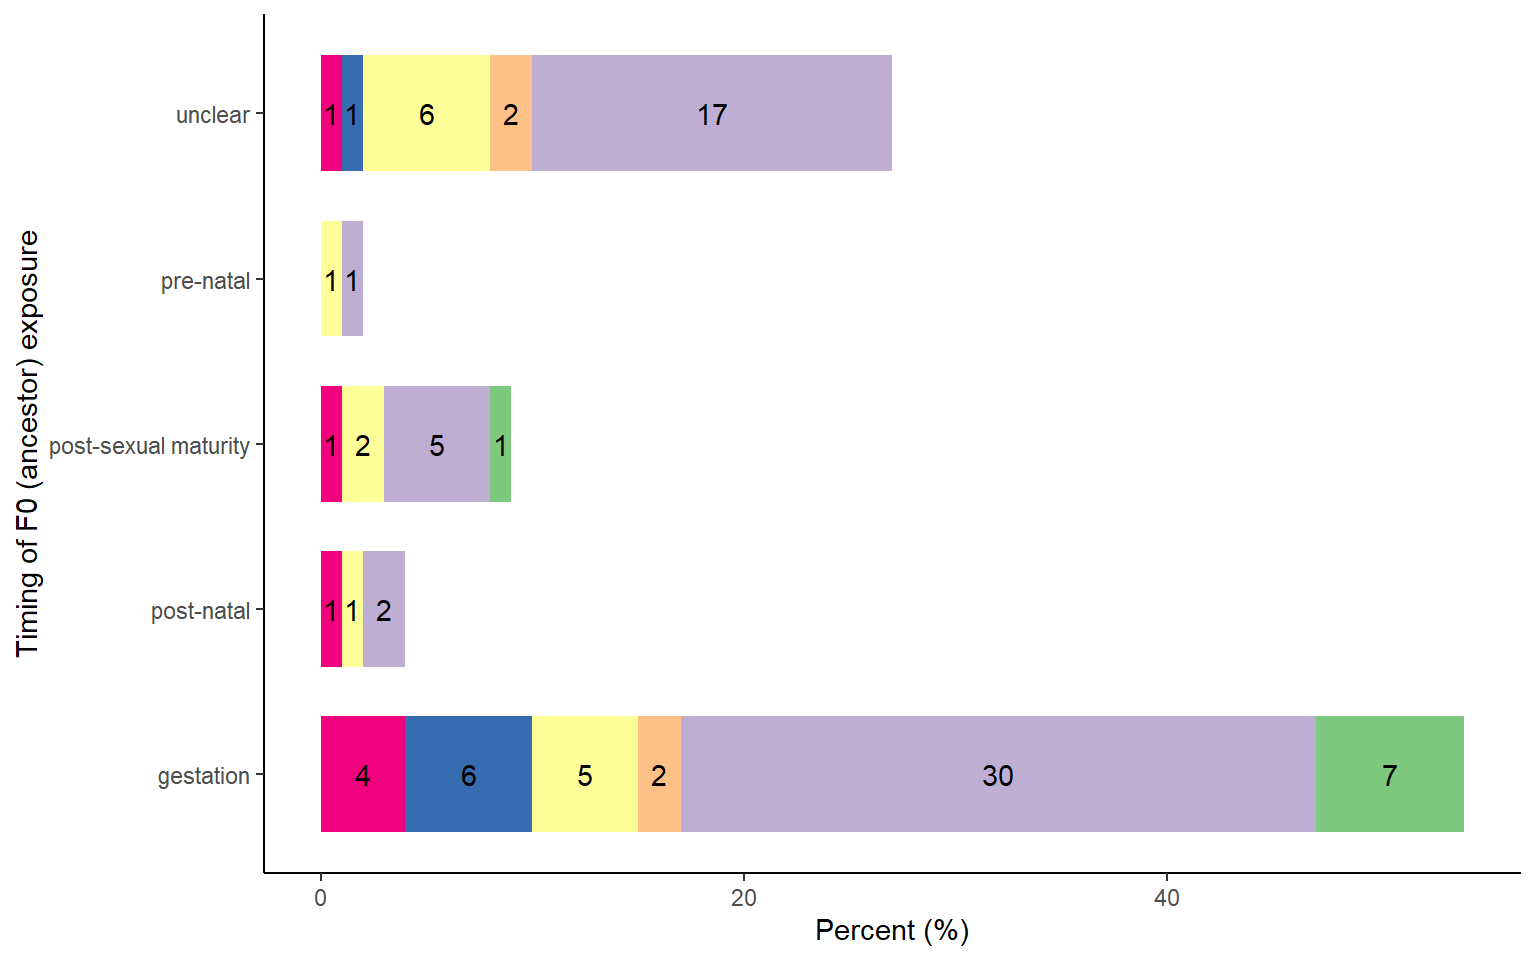 unclear
1 1 6 2 17
pre-natal
1 1
post-sexual maturity
1 2 5 1
post-natal
1 1 2
gestation
4 6 5 2 30 7
0 20 40
Percent (%)
Timing of F0 (ancestor) exposure